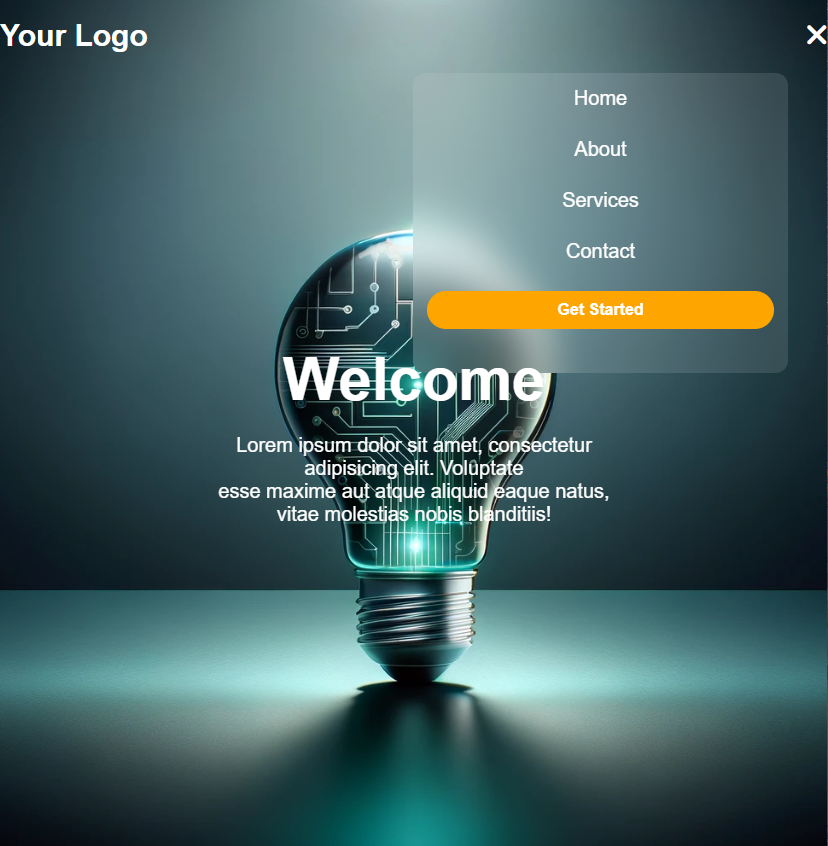 Your Logo
Home
About
Services
Contact
Get Started
Welcome
Lorem ipsum dolor sit amet, consectetur
adipisicing elit. Voluptate
esse maxime aut atque aliquid eaque natus,
vitae molestias nobis blanditiis!